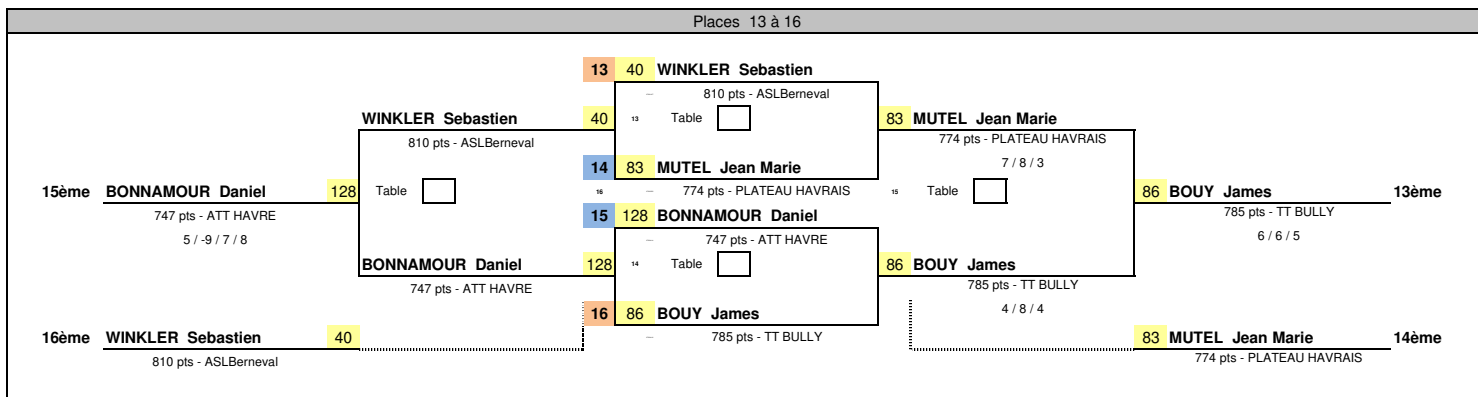 Places 13 à 16
13 40 WINKLER Sebastien
– 810 pts - ASLBerneval
WINKLER Sebastien 40 13 Table 83 MUTEL Jean Marie
810 pts - ASLBerneval 774 pts - PLATEAU HAVRAIS
14 83 MUTEL Jean Marie 7 / 8 / 3
15ème BONNAMOUR Daniel 128 Table 16 – 774 pts - PLATEAU HAVRAIS 15 Table 86 BOUY James 13ème
747 pts - ATT HAVRE 15 128 BONNAMOUR Daniel 785 pts - TT BULLY
5 / -9 / 7 / 8 – 747 pts - ATT HAVRE 6 / 6 / 5
BONNAMOUR Daniel 128 14 Table 86 BOUY James
747 pts - ATT HAVRE 785 pts - TT BULLY
16 86 BOUY James 4 / 8 / 4
16ème WINKLER Sebastien 40 – 785 pts - TT BULLY 83 MUTEL Jean Marie 14ème
810 pts - ASLBerneval 774 pts - PLATEAU HAVRAIS